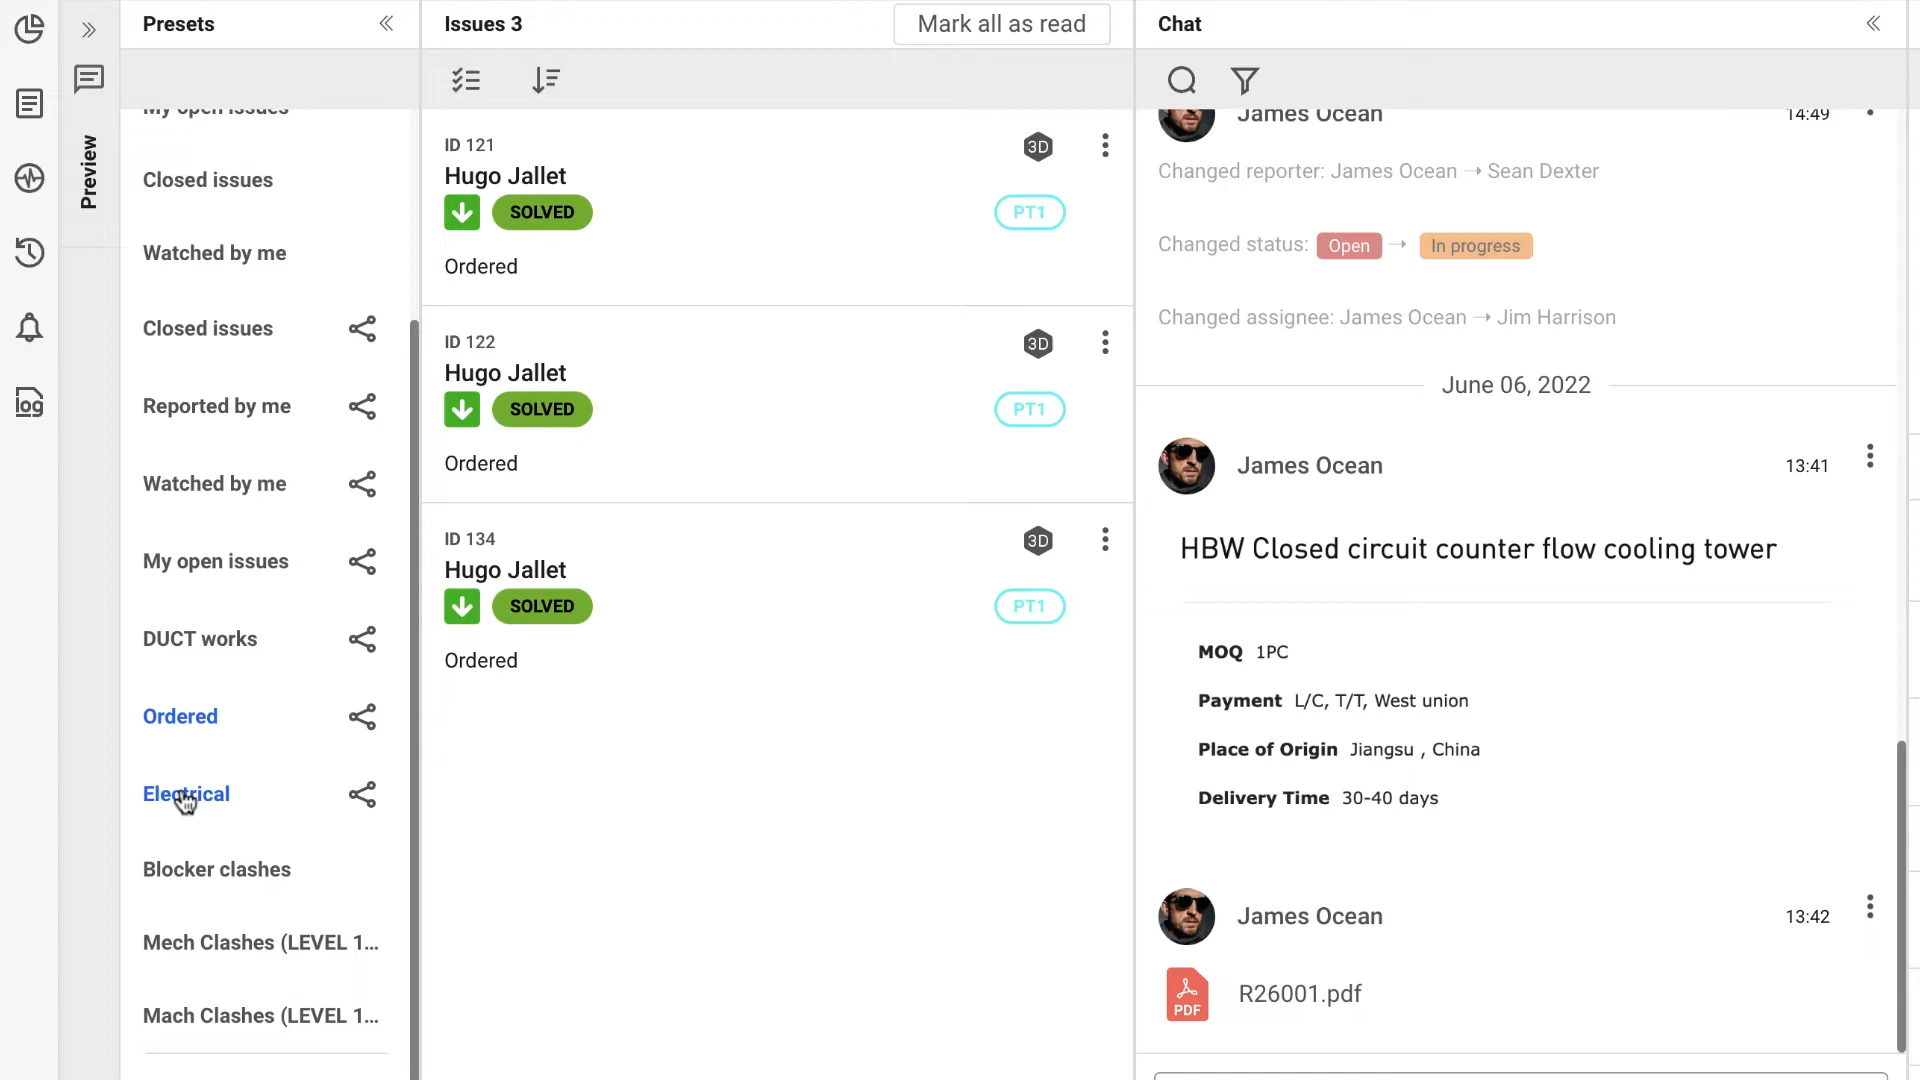 Presets
Issues 3
Mark all as read
Chat
Preview
log
My open issues
Closed issues
Watched by me
Closed issues
Reported by me
Watched by me
My open issues
DUCT works
Ordered
Electrical
Blocker clashes
Mech Clashes (LEVEL 1...
Mach Clashes (LEVEL 1...
ID 121
3D
Hugo Jallet
SOLVED
PT1
Ordered
ID 122
3D
Hugo Jallet
SOLVED
PT1
Ordered
ID 134
3D
Hugo Jallet
SOLVED
PT1
Ordered
James Ocean 14:49
Changed reporter: James Ocean → Sean Dexter
Changed status: Open → In progress
Changed assignee: James Ocean → Jim Harrison
June 06, 2022
James Ocean 13:41
HBW Closed circuit counter flow cooling tower
MOQ 1PC
Payment L/C, T/T, West union
Place of Origin Jiangsu , China
Delivery Time 30-40 days
James Ocean 13:42
PDF
R26001.pdf